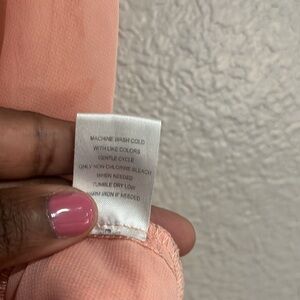 MACHINE WASH COLD
WITH LIKE COLORS
GENTLE CYCLE
ONLY NON-CHLORINE BLEACH
WHEN NEEDED
TUMBLE DRY LOW
WARM IRON IF NEEDED